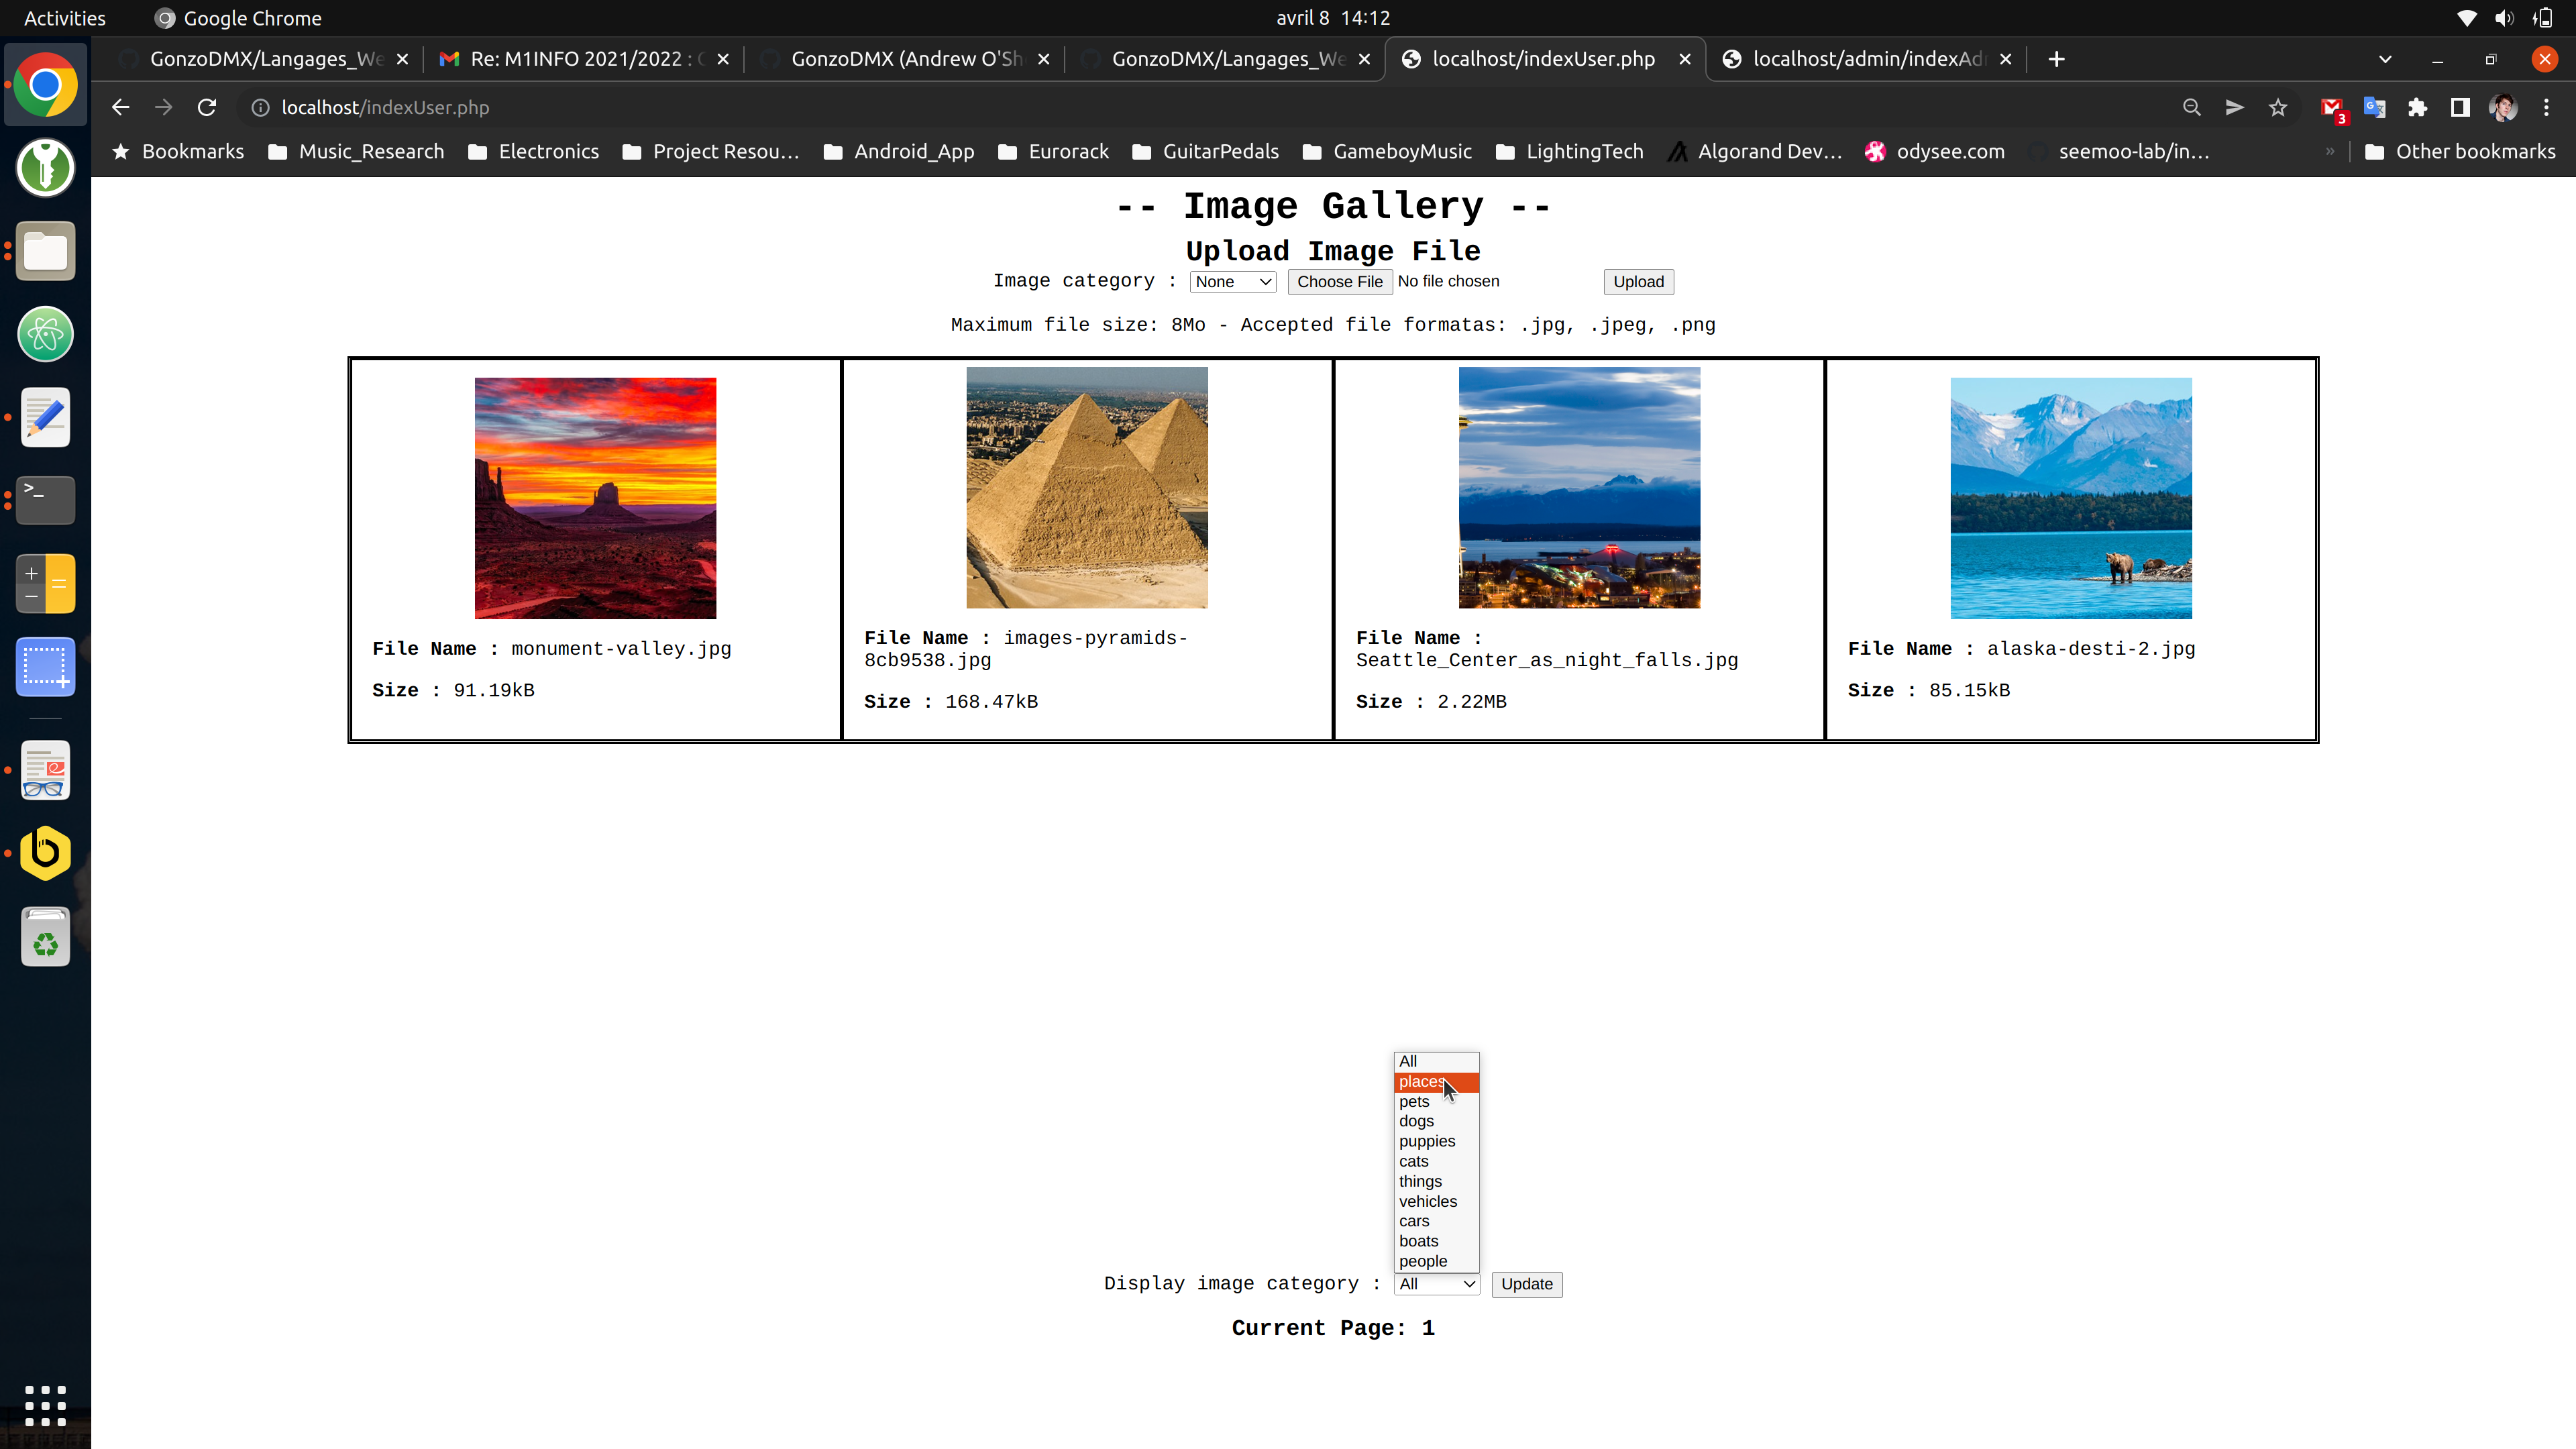 Activities Google Chrome avril 8 14:12
GonzoDMX/Langages_We Re: M1INFO 2021/2022 : GonzoDMX (Andrew O'Sh GonzoDMX/Langages_We localhost/indexUser.php localhost/admin/indexAd
localhost/indexUser.php 3
Bookmarks Music_Research Electronics Project Resou... Android_App Eurorack GuitarPedals GameboyMusic LightingTech Algorand Dev... odysee.com seemoo-lab/in... » Other bookmarks
-- Image Gallery --
Upload Image File
Image category : None Choose File No file chosen Upload
Maximum file size: 8Mo - Accepted file formatas: .jpg, .jpeg, .png
File Name : monument-valley.jpg
Size : 91.19kB
File Name : images-pyramids-
8cb9538.jpg
Size : 168.47kB
File Name :
Seattle_Center_as_night_falls.jpg
Size : 2.22MB
File Name : alaska-desti-2.jpg
Size : 85.15kB
All
places
pets
dogs
puppies
cats
things
vehicles
cars
boats
people
Display image category : All Update
Current Page: 1